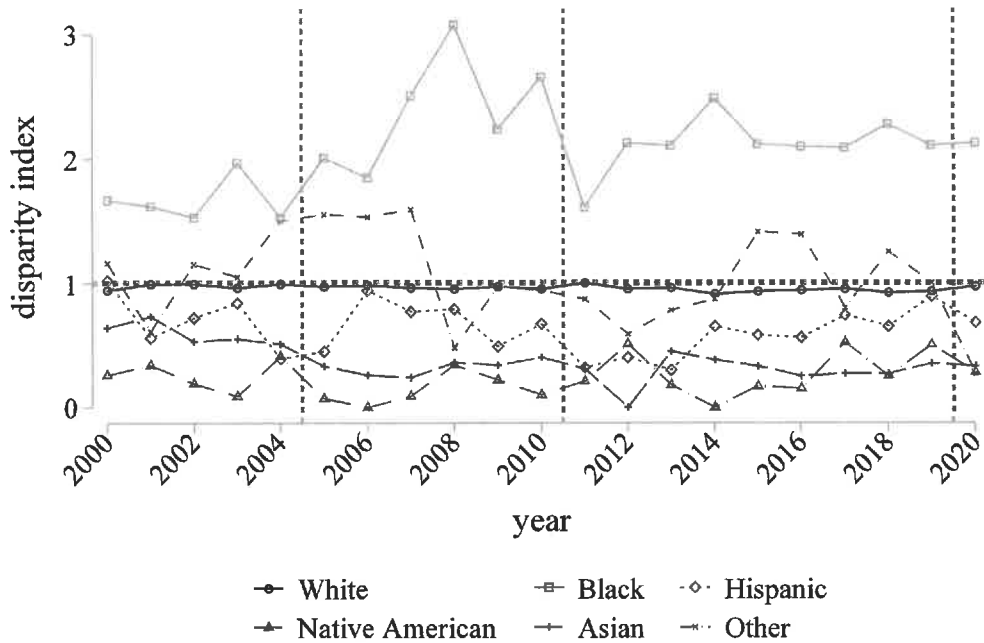 3
2
1
0
disparity index
2000 2002 2004 2006 2008 2010 2012 2014 2016 2018 2020
year
White Black Hispanic
Native American Asian Other